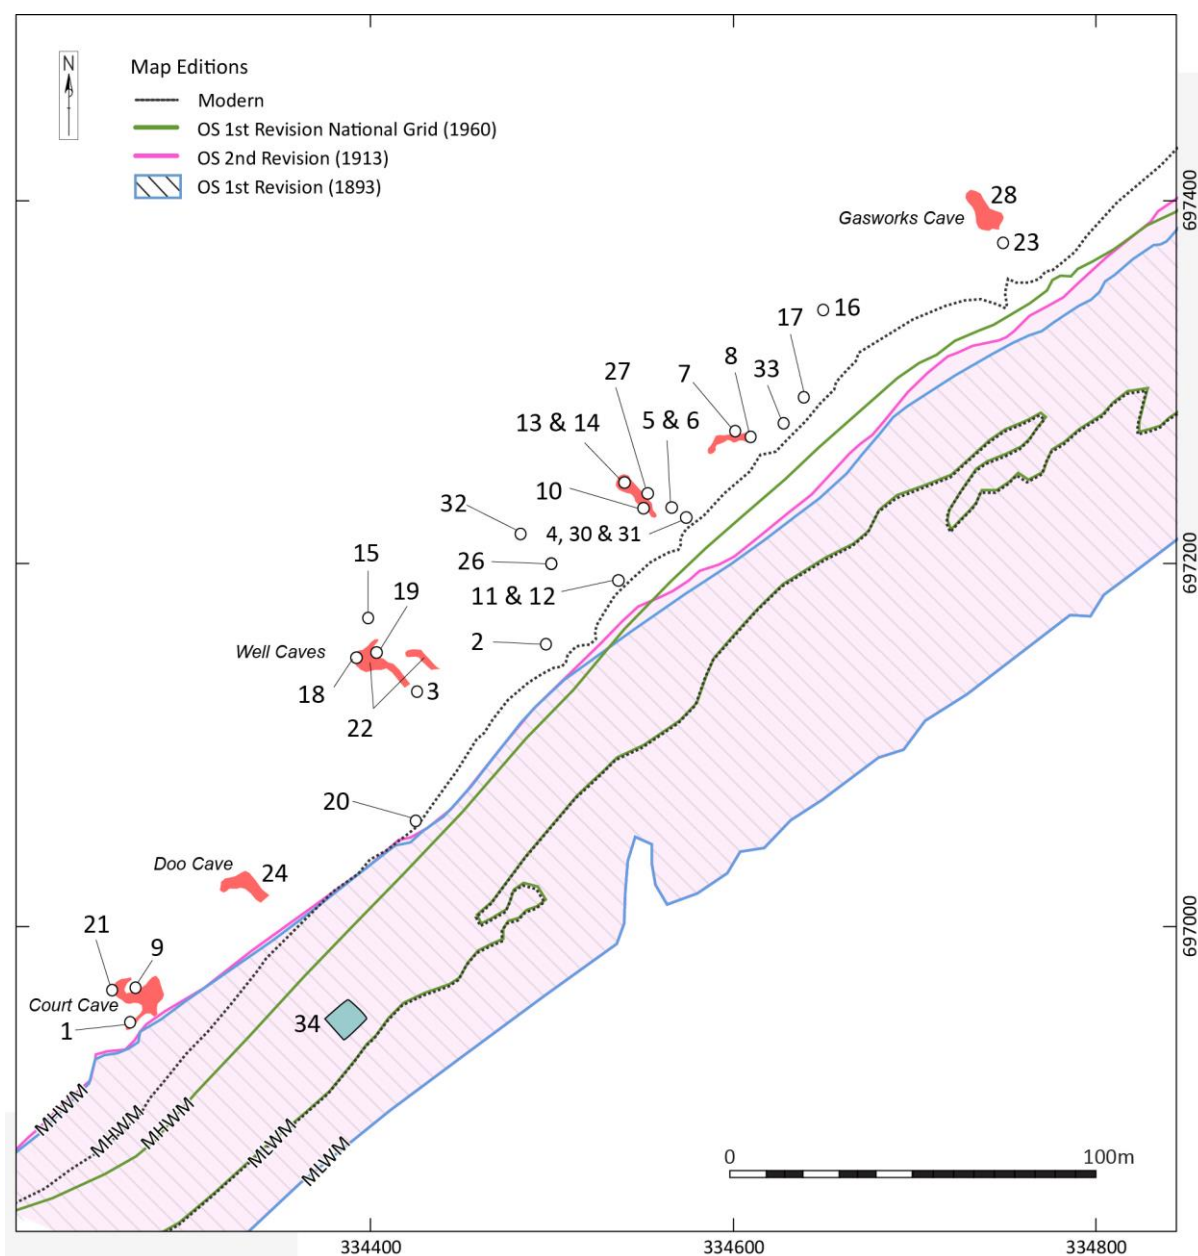 N
Map Editions
Modern
OS 1st Revision National Grid (1960)
OS 2nd Revision (1913)
OS 1st Revision (1893)
697400
28
Gasworks Cave
23
17
16
8
27
7
33
13 & 14
5 & 6
10
32
4, 30 & 31
15
26
697200
19
11 & 12
Well Caves
2
18
3
22
20
Doo Cave
24
21
9
697000
Court Cave
1
34
MHWM
MHWM
MHWM
MLWM
MLWM
0
100m
334400
334600
334800